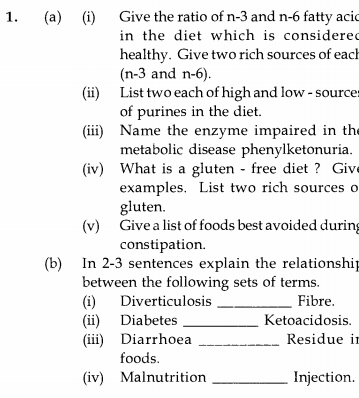 1. (a) (i) Give the ratio of n-3 and n-6 fatty acid
in the diet which is considered
healthy. Give two rich sources of each
(n-3 and n-6).
(ii) List two each of high and low - sources
of purines in the diet.
(iii) Name the enzyme impaired in the
metabolic disease phenylketonuria.
(iv) What is a gluten - free diet ? Give
examples. List two rich sources o
gluten.
(v) Give a list of foods best avoided during
constipation.
(b) In 2-3 sentences explain the relationship
between the following sets of terms.
(i) Diverticulosis __________ Fibre.
(ii) Diabetes __________ Ketoacidosis.
(iii) Diarrhoea __________ Residue in
foods.
(iv) Malnutrition __________ Injection.